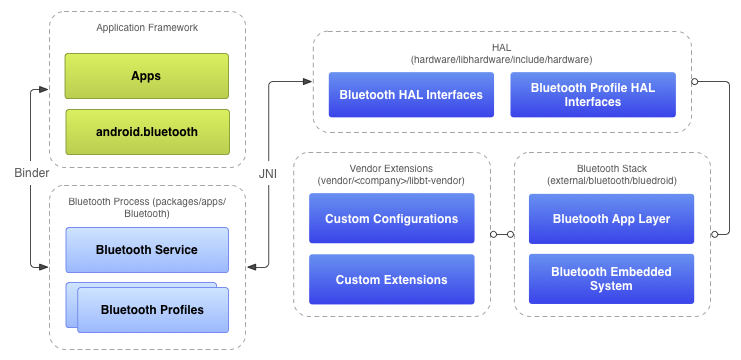 Application Framework
Apps
android.bluetooth
Binder
Bluetooth Process (packages/apps/
Bluetooth)
Bluetooth Service
Bluetooth Profiles
JNI
HAL
(hardware/libhardware/include/hardware)
Bluetooth HAL Interfaces
Bluetooth Profile HAL
Interfaces
Vendor Extensions
(vendor/<company>/libbt-vendor)
Custom Configurations
Custom Extensions
Bluetooth Stack
(external/bluetooth/bluedroid)
Bluetooth App Layer
Bluetooth Embedded
System